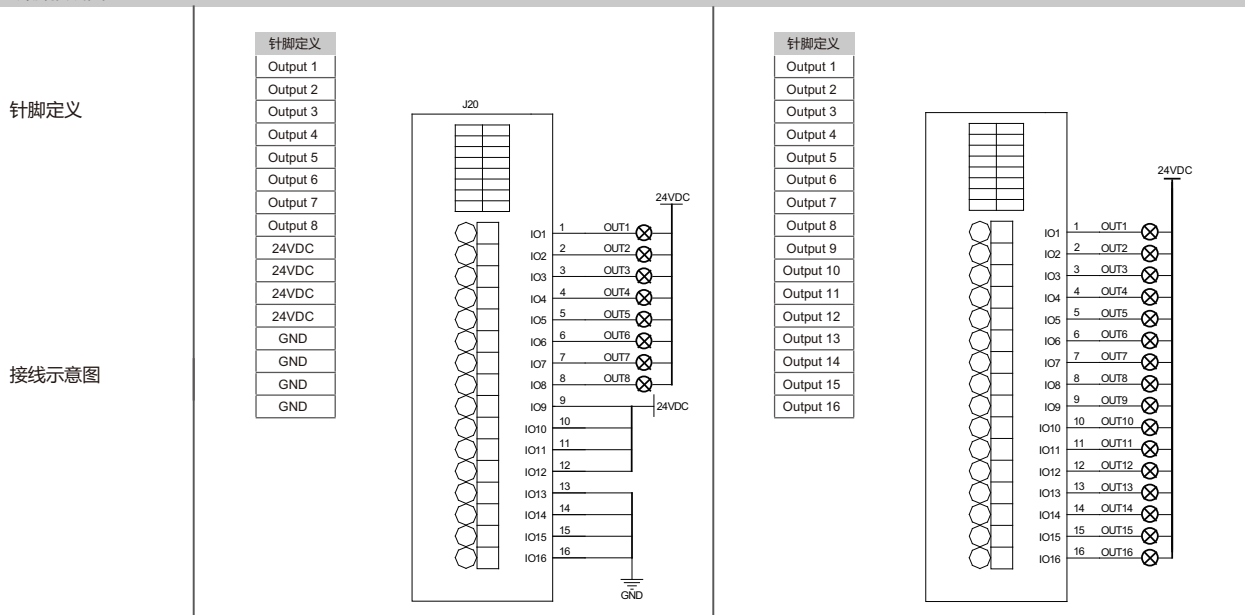 针脚定义
接线示意图
针脚定义
Output 1
Output 2
Output 3
Output 4
Output 5
Output 6
Output 7
Output 8
24VDC
24VDC
24VDC
24VDC
GND
GND
GND
GND
J20
24VDC
IO1 1 OUT1
IO2 2 OUT2
IO3 3 OUT3
IO4 4 OUT4
IO5 5 OUT5
IO6 6 OUT6
IO7 7 OUT7
IO8 8 OUT8
IO9 9 24VDC
IO10 10
IO11 11
IO12 12
IO13 13
IO14 14
IO15 15
IO16 16
GND
针脚定义
Output 1
Output 2
Output 3
Output 4
Output 5
Output 6
Output 7
Output 8
Output 9
Output 10
Output 11
Output 12
Output 13
Output 14
Output 15
Output 16
24VDC
IO1 1 OUT1
IO2 2 OUT2
IO3 3 OUT3
IO4 4 OUT4
IO5 5 OUT5
IO6 6 OUT6
IO7 7 OUT7
IO8 8 OUT8
IO9 9 OUT9
IO10 10 OUT10
IO11 11 OUT11
IO12 12 OUT12
IO13 13 OUT13
IO14 14 OUT14
IO15 15 OUT15
IO16 16 OUT16